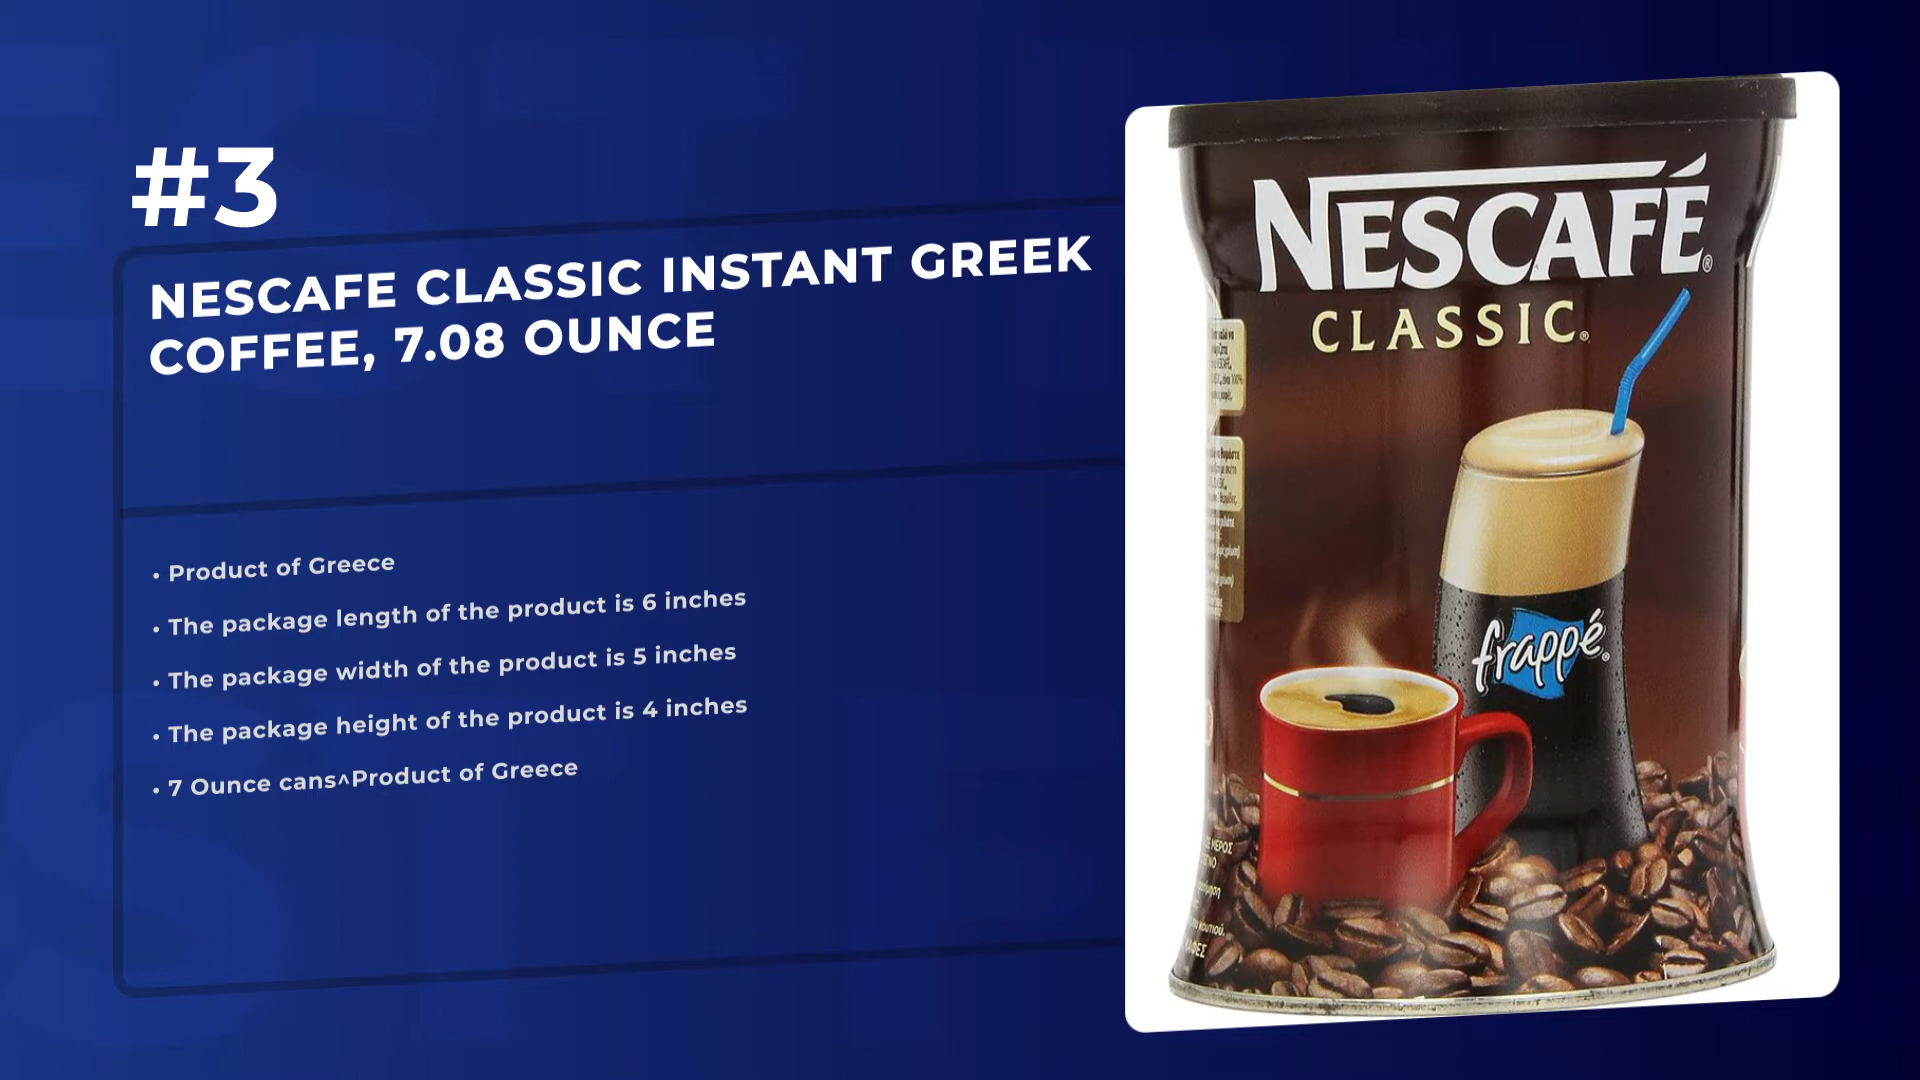 #3
NESCAFE CLASSIC INSTANT GREEK
COFFEE, 7.08 OUNCE
• Product of Greece
• The package length of the product is 6 inches
• The package width of the product is 5 inches
• The package height of the product is 4 inches
• 7 Ounce cans^Product of Greece
NESCAFÉ®
CLASSIC®
frappé®
ΜΕΡΟΣ